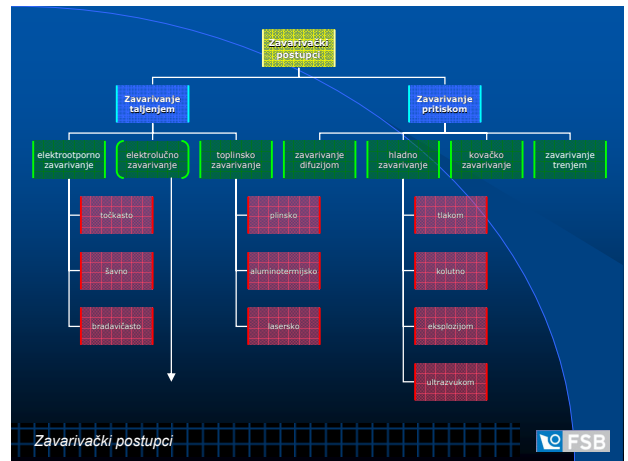 Zavarivački
postupci
Zavarivanje
taljenjem
Zavarivanje
pritiskom
elektrootporno
zavarivanje
elektrolučno
zavarivanje
toplinsko
zavarivanje
zavarivanje
difuzijom
hladno
zavarivanje
kovačko
zavarivanje
zavarivanje
trenjem
točkasto
plinsko
tlakom
šavno
aluminotermijsko
kolutno
bradavičasto
lasersko
eksplozijom
ultrazvukom
Zavarivački postupci
FSB